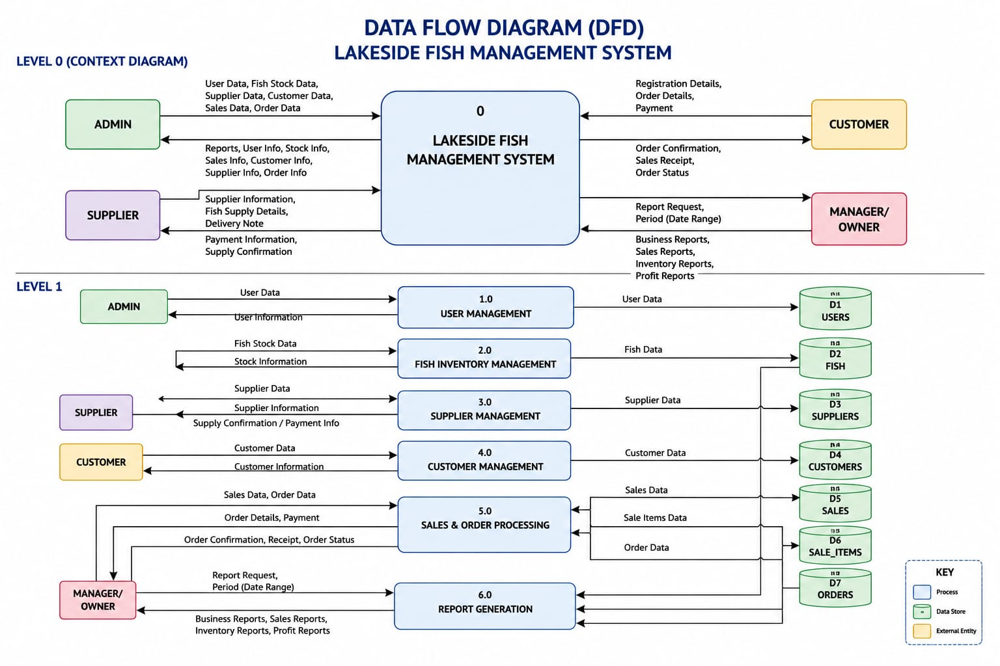 DATA FLOW DIAGRAM (DFD)
LAKESIDE FISH MANAGEMENT SYSTEM
LEVEL 0 (CONTEXT DIAGRAM)
User Data, Fish Stock Data,
Supplier Data, Customer Data,
Sales Data, Order Data
ADMIN
Reports, User Info, Stock Info,
Sales Info, Customer Info,
Supplier Info, Order Info
SUPPLIER
Supplier Information,
Fish Supply Details,
Delivery Note
Payment Information,
Supply Confirmation
0
LAKESIDE FISH
MANAGEMENT SYSTEM
Registration Details,
Order Details,
Payment
CUSTOMER
Order Confirmation,
Sales Receipt,
Order Status
Report Request,
Period (Date Range)
MANAGER/
OWNER
Business Reports,
Sales Reports,
Inventory Reports,
Profit Reports
LEVEL 1
ADMIN
User Data
User Information
1.0
USER MANAGEMENT
User Data
D1
USERS
Fish Stock Data
Stock Information
2.0
FISH INVENTORY MANAGEMENT
Fish Data
D2
FISH
SUPPLIER
Supplier Data
Supplier Information
Supply Confirmation / Payment Info
3.0
SUPPLIER MANAGEMENT
Supplier Data
D3
SUPPLIERS
CUSTOMER
Customer Data
Customer Information
4.0
CUSTOMER MANAGEMENT
Customer Data
D4
CUSTOMERS
Sales Data, Order Data
Order Details, Payment
Order Confirmation, Receipt, Order Status
5.0
SALES & ORDER PROCESSING
Sales Data
Sale Items Data
Order Data
D5
SALES
D6
SALE_ITEMS
D7
ORDERS
MANAGER/
OWNER
Report Request,
Period (Date Range)
Business Reports, Sales Reports,
Inventory Reports, Profit Reports
6.0
REPORT GENERATION
KEY
Process
Data Store
External Entity